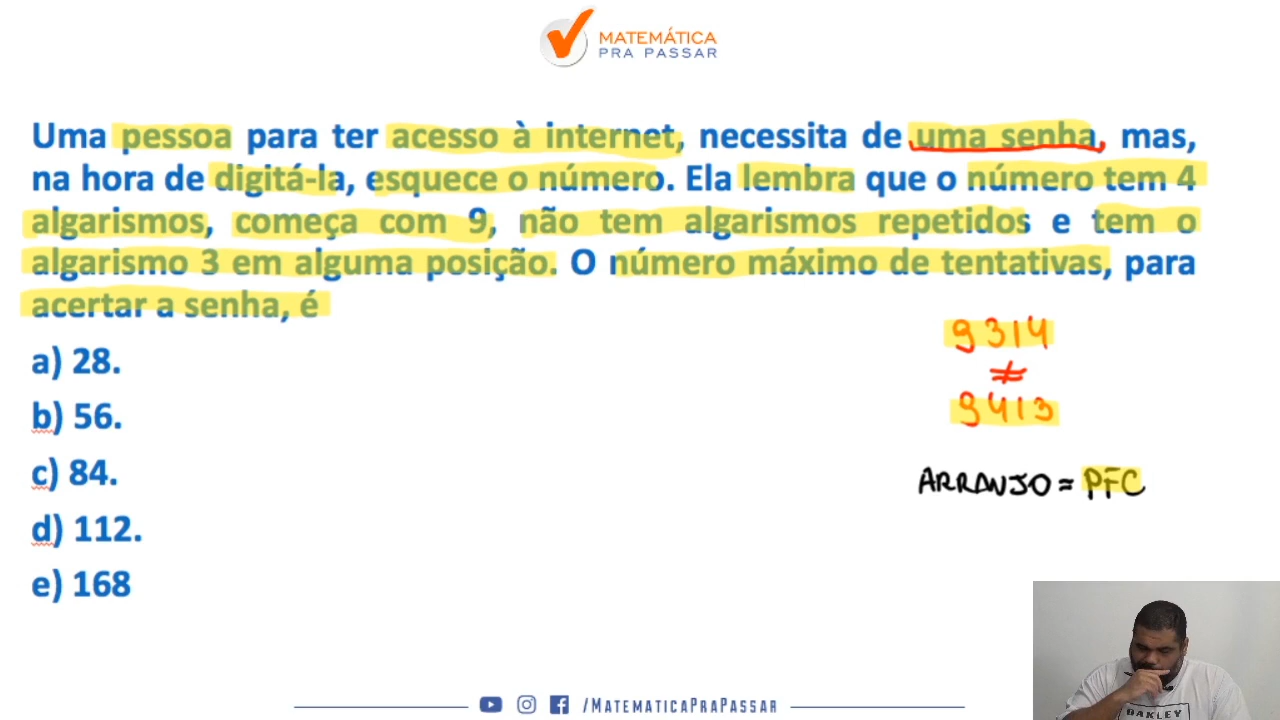 MATEMÁTICA
PRA PASSAR
Uma pessoa para ter acesso à internet, necessita de uma senha, mas,
na hora de digitá-la, esquece o número. Ela lembra que o número tem 4
algarismos, começa com 9, não tem algarismos repetidos e tem o
algarismo 3 em alguma posição. O número máximo de tentativas, para
acertar a senha, é
a) 28.
b) 56.
c) 84.
d) 112.
e) 168
9314
≠
9413
ARRANJO = PFC
OAKLEY
/MATEMATICAPRAPASSAR